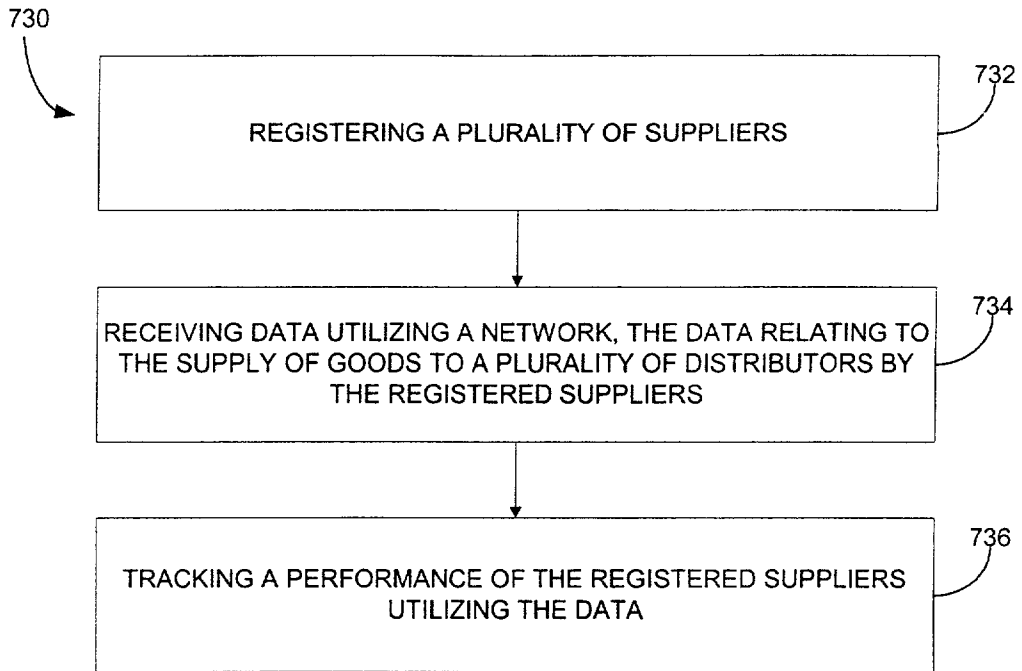 730
732
REGISTERING A PLURALITY OF SUPPLIERS
734
RECEIVING DATA UTILIZING A NETWORK, THE DATA RELATING TO
THE SUPPLY OF GOODS TO A PLURALITY OF DISTRIBUTORS BY
THE REGISTERED SUPPLIERS
736
TRACKING A PERFORMANCE OF THE REGISTERED SUPPLIERS
UTILIZING THE DATA